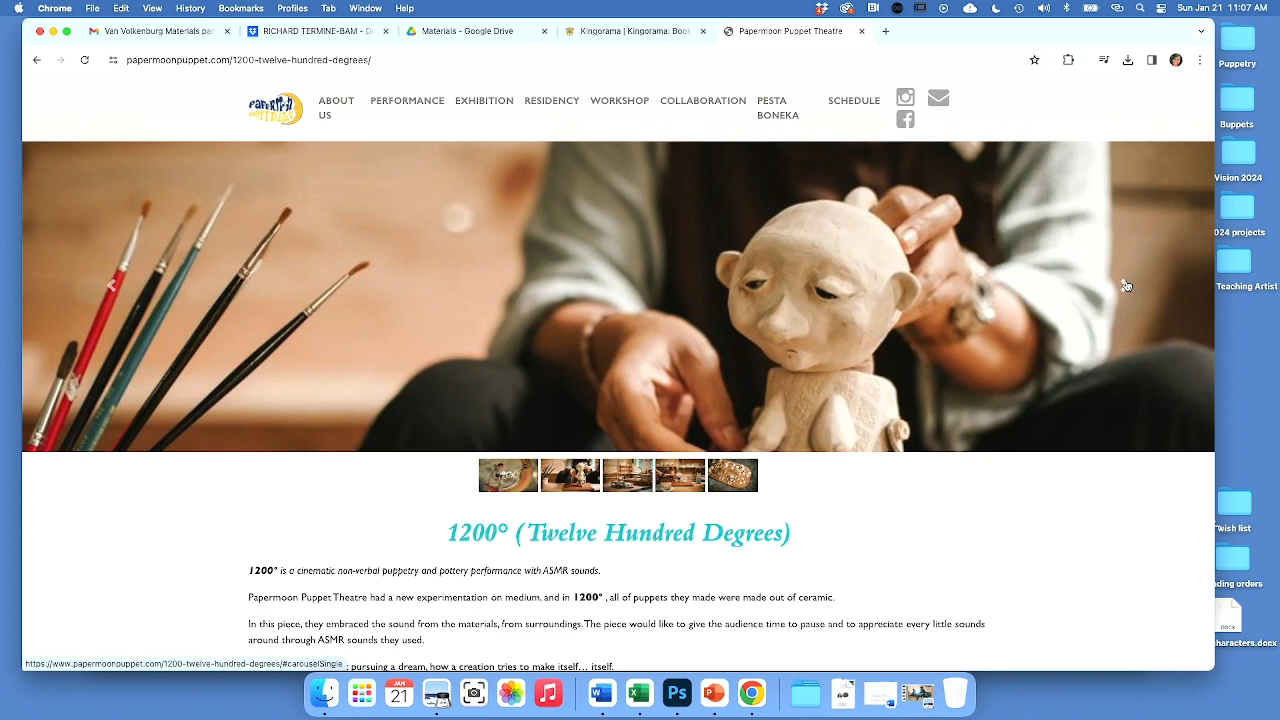 Chrome File Edit View History Bookmarks Profiles Tab Window Help Sun Jan 21 11:07 AM
Van Volkenburg Materials pa
RICHARD TERMINE-BAM - D
Materials - Google Drive
Kingorama | Kingorama: Boo
Papermoon Puppet Theatre
papermoonpuppet.com/1200-twelve-hundred-degrees/
ABOUT US
PERFORMANCE
EXHIBITION
RESIDENCY
WORKSHOP
COLLABORATION
PESTA BONEKA
SCHEDULE
Puppetry
Buppets
Vision 2024
024 projects
Teaching Artist
1200° (Twelve Hundred Degrees)
1200° is a cinematic non-verbal puppetry and pottery performance with ASMR sounds.
Papermoon Puppet Theatre had a new experimentation on medium, and in 1200° , all of puppets they made were made out of ceramic.
In this piece, they embraced the sound from the materials, from surroundings. The piece would like to give the audience time to pause and to appreciate every little sounds
around through ASMR sounds they used.
: pursuing a dream, how a creation tries to make itself… itself.
https://www.papermoonpuppet.com/1200-twelve-hundred-degrees/#carouselSingle
Twish list
ding orders
DOCX
characters.docx
JAN
21